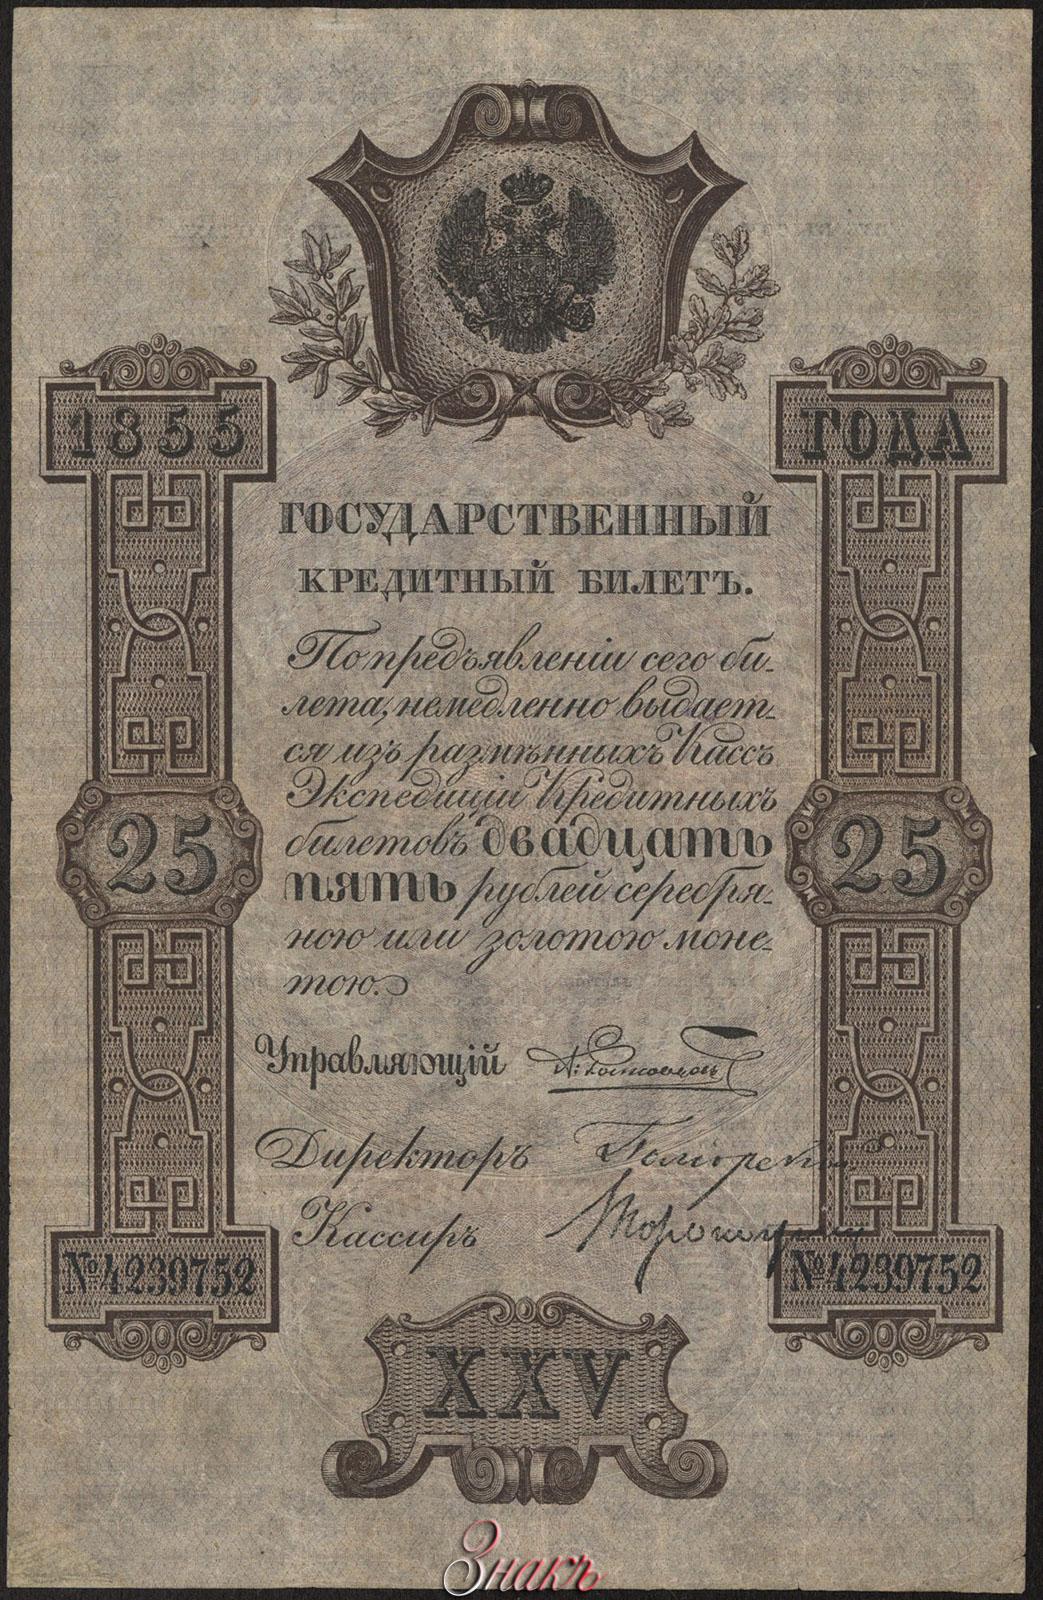 1855 ГОДА
ГОСУДАРСТВЕННЫЙ
КРЕДИТНЫЙ БИЛЕТЪ.
По предъявленіи сего би-
лета, немедленно выдает-
ся изъ размѣнныхъ Кассъ
Экспедиціи Кредитныхъ
билетовъ двадцать
пять рублей серебря-
ною или золотою моне-
тою.
25 25
Управляющій
Директоръ
Кассиръ
№4239752 №4239752
XXV
Знакъ